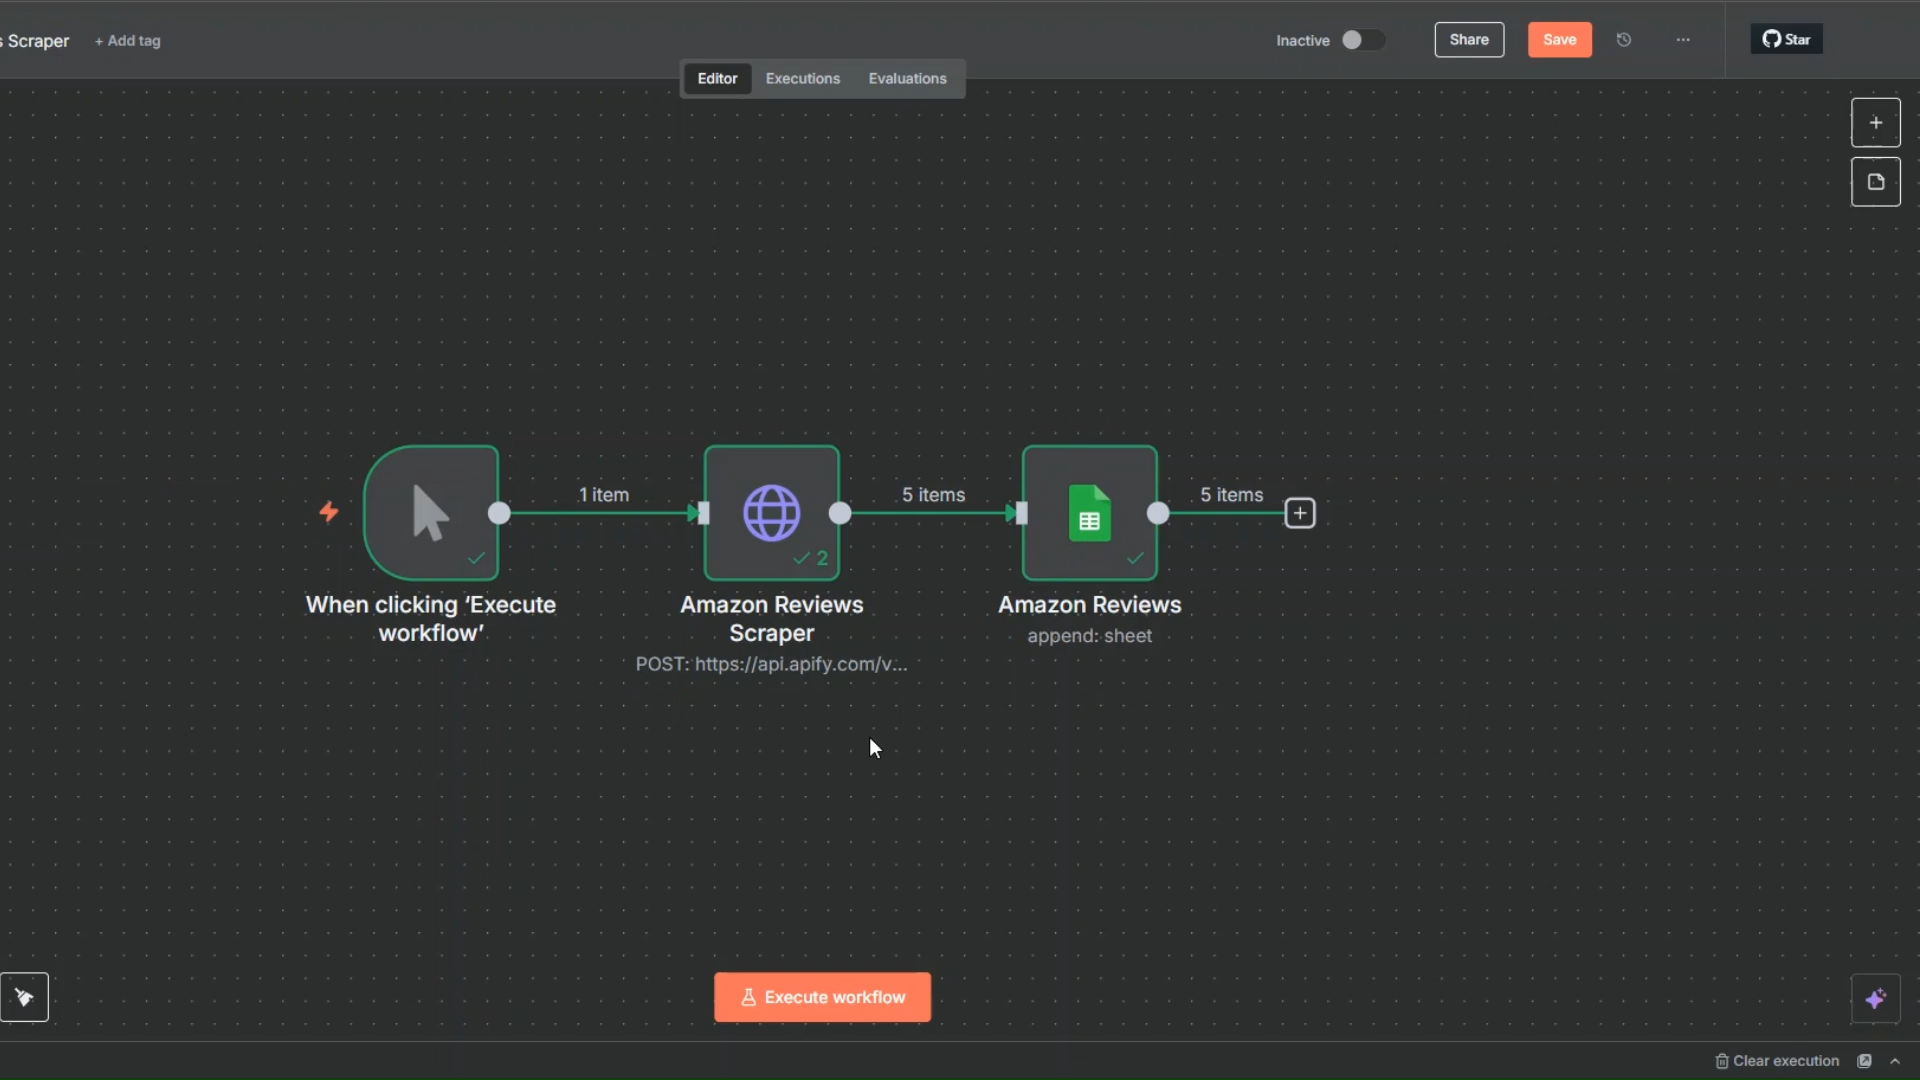 s Scraper
+ Add tag
Inactive
Share
Save
Star
Editor
Executions
Evaluations
1 item
5 items
5 items
2
When clicking ‘Execute
workflow’
Amazon Reviews
Scraper
POST: https://api.apify.com/v...
Amazon Reviews
append: sheet
Execute workflow
Clear execution